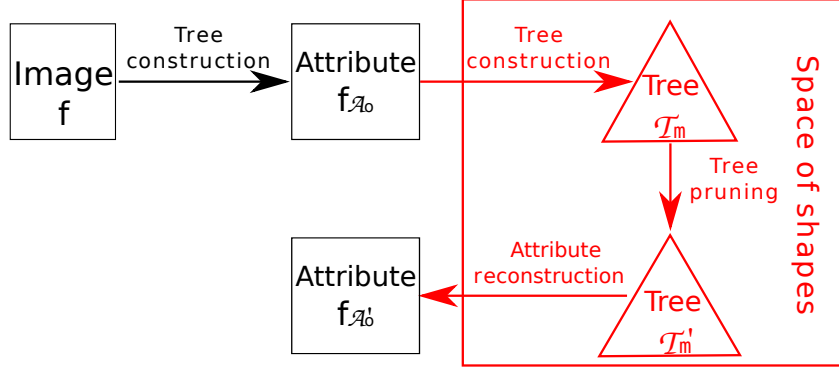 Image
f
Tree
construction
Attribute
f𝒜₀
Tree
construction
Tree
𝒯m
Tree
pruning
Space of shapes
Attribute
reconstruction
Attribute
f𝒜₀'
Tree
𝒯m'